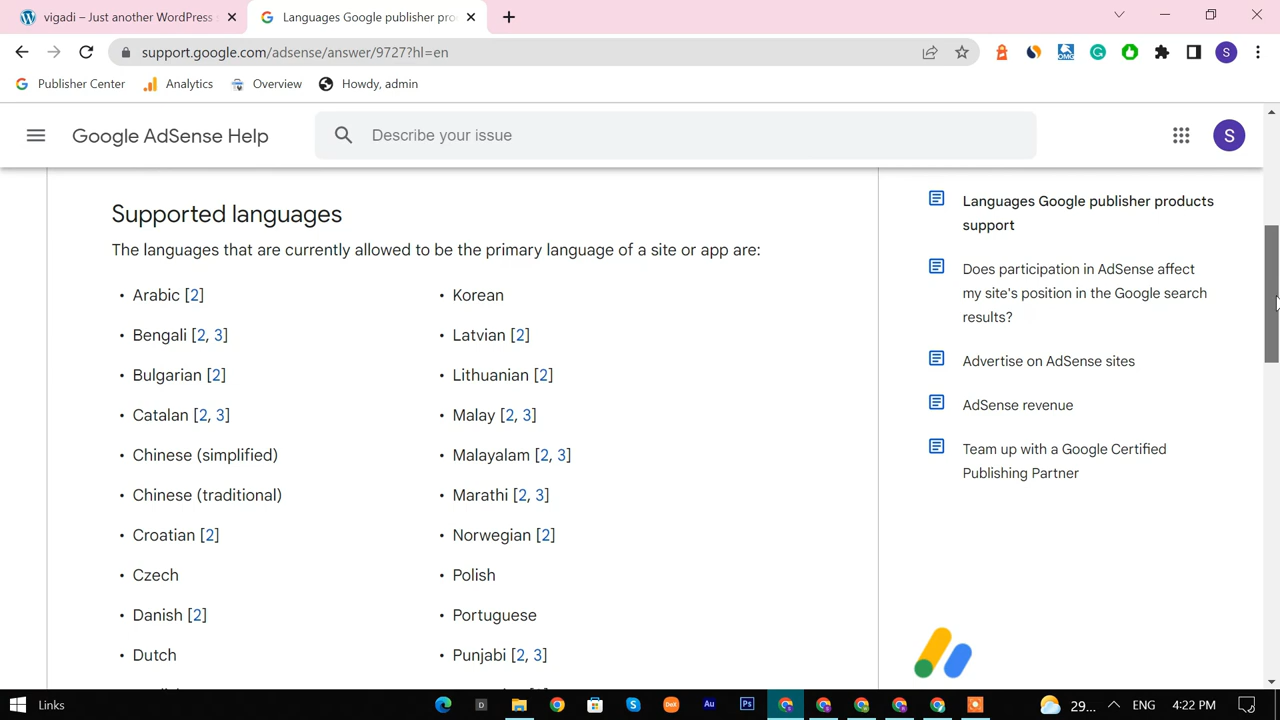 vigadi – Just another WordPress
Languages Google publisher pro
support.google.com/adsense/answer/9727?hl=en
Publisher Center
Analytics
Overview
Howdy, admin
Google AdSense Help
Describe your issue
S
S
Supported languages
The languages that are currently allowed to be the primary language of a site or app are:
• Arabic [2]
• Bengali [2, 3]
• Bulgarian [2]
• Catalan [2, 3]
• Chinese (simplified)
• Chinese (traditional)
• Croatian [2]
• Czech
• Danish [2]
• Dutch
• Korean
• Latvian [2]
• Lithuanian [2]
• Malay [2, 3]
• Malayalam [2, 3]
• Marathi [2, 3]
• Norwegian [2]
• Polish
• Portuguese
• Punjabi [2, 3]
Languages Google publisher products
support
Does participation in AdSense affect
my site's position in the Google search
results?
Advertise on AdSense sites
AdSense revenue
Team up with a Google Certified
Publishing Partner
Links
D
Au
Ps
29...
ENG
4:22 PM